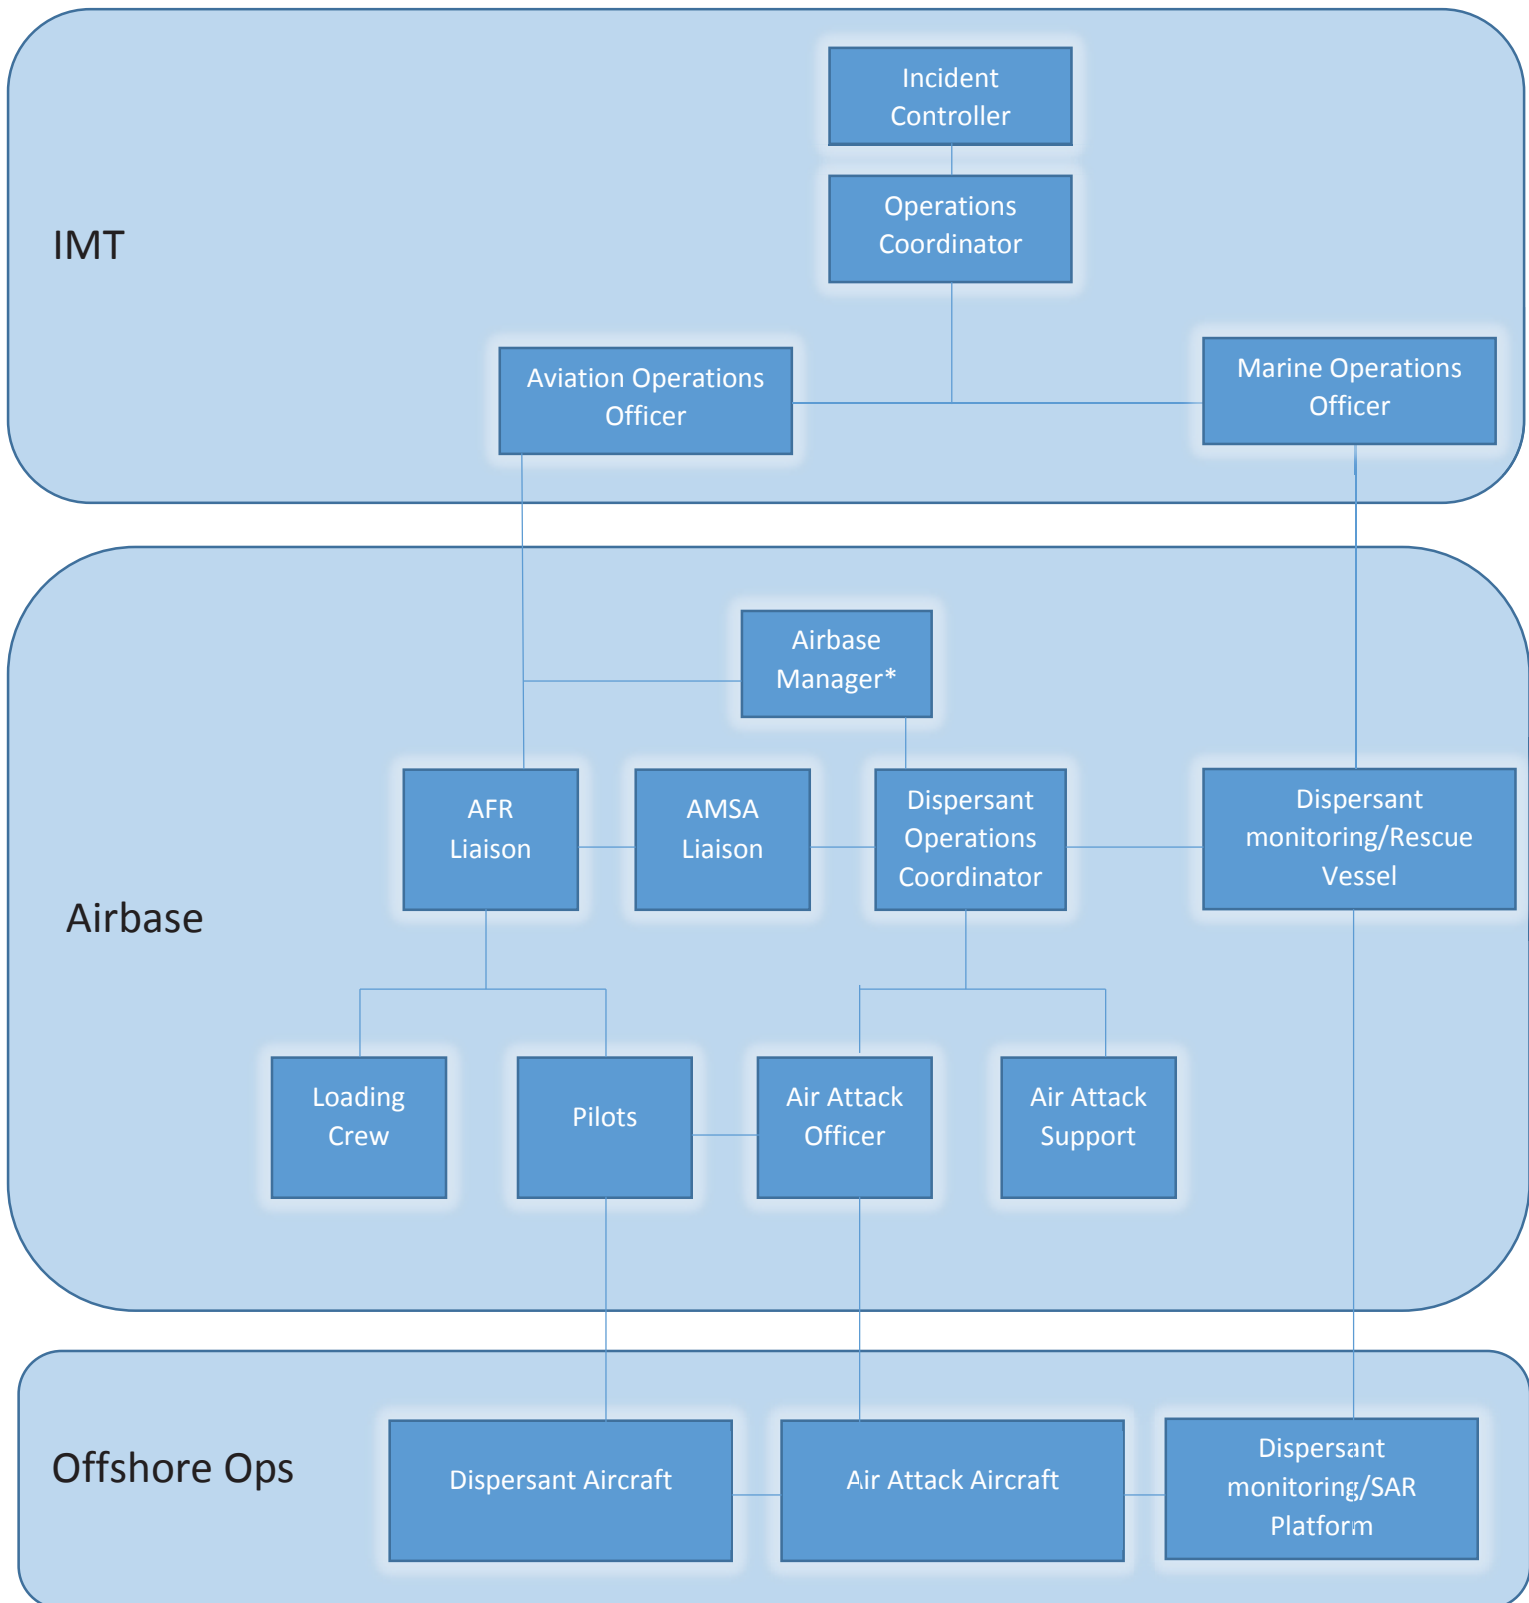 Incident
Controller
Operations
Coordinator
IMT
Aviation Operations
Officer
Marine Operations
Officer
Airbase
Manager*
AFR
Liaison
AMSA
Liaison
Dispersant
Operations
Coordinator
Dispersant
monitoring/Rescue
Vessel
Airbase
Loading
Crew
Pilots
Air Attack
Officer
Air Attack
Support
Offshore Ops
Dispersant Aircraft
Air Attack Aircraft
Dispersant
monitoring/SAR
Platform